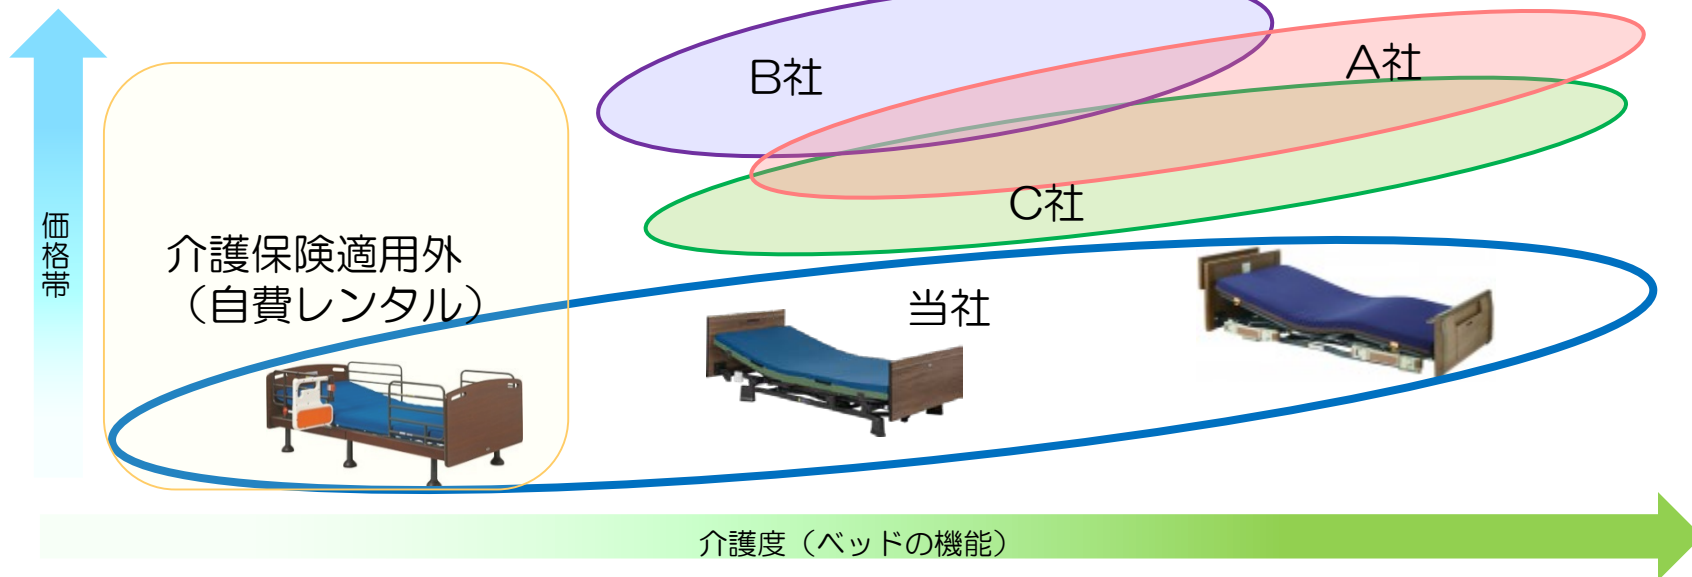 B社
A社
C社
価格帯
介護保険適用外
（自費レンタル）
当社
介護度（ベッドの機能）